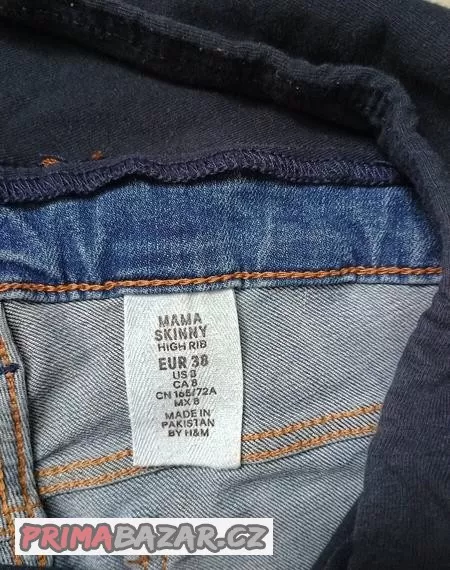 MAMA
SKINNY
HIGH RIB
EUR 38
US 8
CA 8
CN 165/72A
MX 8
MADE IN
PAKISTAN
BY H&M
PRIMABAZAR.CZ